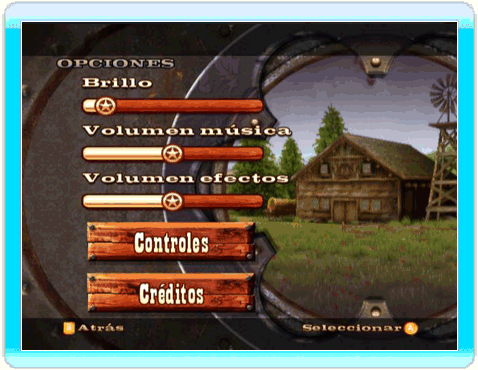 OPCIONES
Brillo
Volumen música
Volumen efectos
Controles
Créditos
B Atrás
Seleccionar A